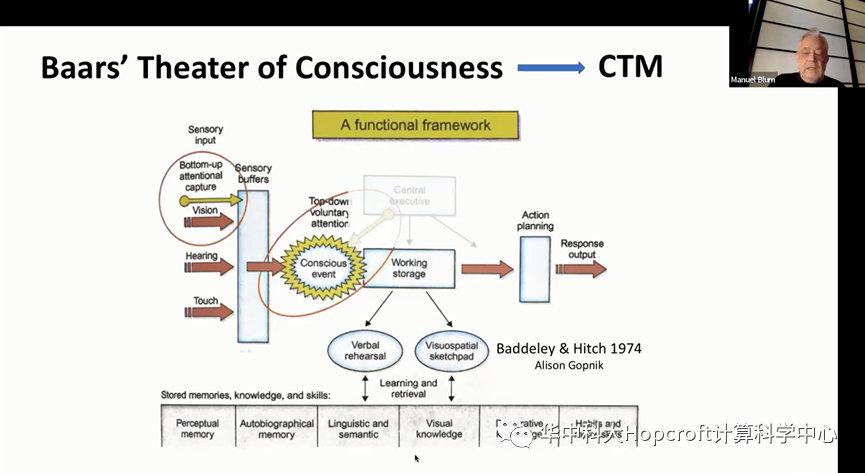 Baars' Theater of Consciousness
CTM
Manuel Blum
A functional framework
Sensory
input
Bottom-up
attentional
capture
Vision
Hearing
Touch
Sensory
buffers
Top-down
voluntary
attention
Central
executive
Conscious
event
Working
storage
Action
planning
Response
output
Verbal
rehearsal
Visuospatial
sketchpad
Baddeley & Hitch 1974
Alison Gopnik
Learning and
retrieval
Stored memories, knowledge, and skills:
Perceptual
memory
Autobiographical
memory
Linguistic and
semantic
Visual
knowledge
Habits and
华中科大Hopcroft计算科学中心